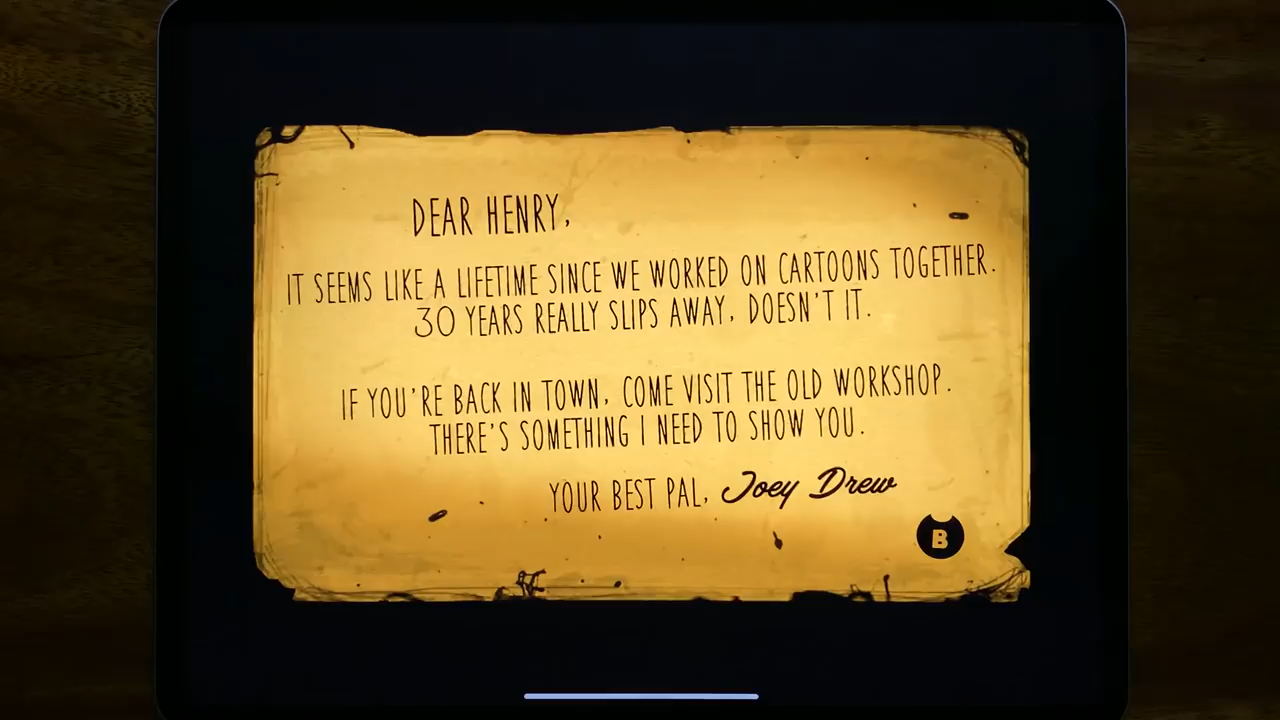 DEAR HENRY,
IT SEEMS LIKE A LIFETIME SINCE WE WORKED ON CARTOONS TOGETHER.
30 YEARS REALLY SLIPS AWAY, DOESN'T IT.
IF YOU'RE BACK IN TOWN, COME VISIT THE OLD WORKSHOP.
THERE'S SOMETHING I NEED TO SHOW YOU.
YOUR BEST PAL, Joey Drew
B